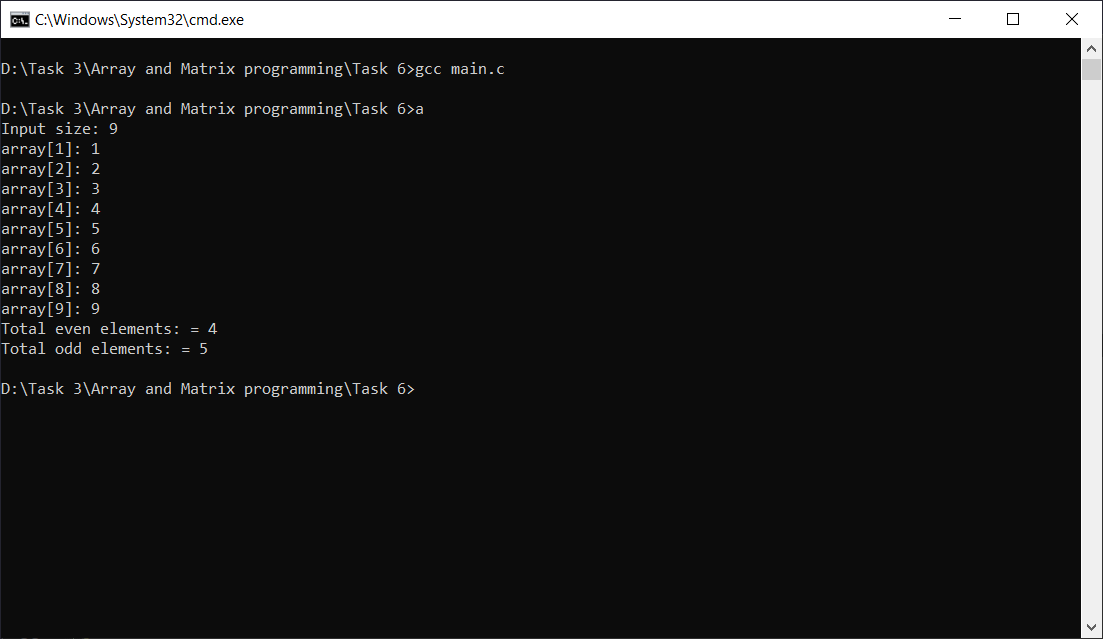 C:\Windows\System32\cmd.exe
D:\Task 3\Array and Matrix programming\Task 6>gcc main.c
D:\Task 3\Array and Matrix programming\Task 6>a
Input size: 9
array[1]: 1
array[2]: 2
array[3]: 3
array[4]: 4
array[5]: 5
array[6]: 6
array[7]: 7
array[8]: 8
array[9]: 9
Total even elements: = 4
Total odd elements: = 5
D:\Task 3\Array and Matrix programming\Task 6>